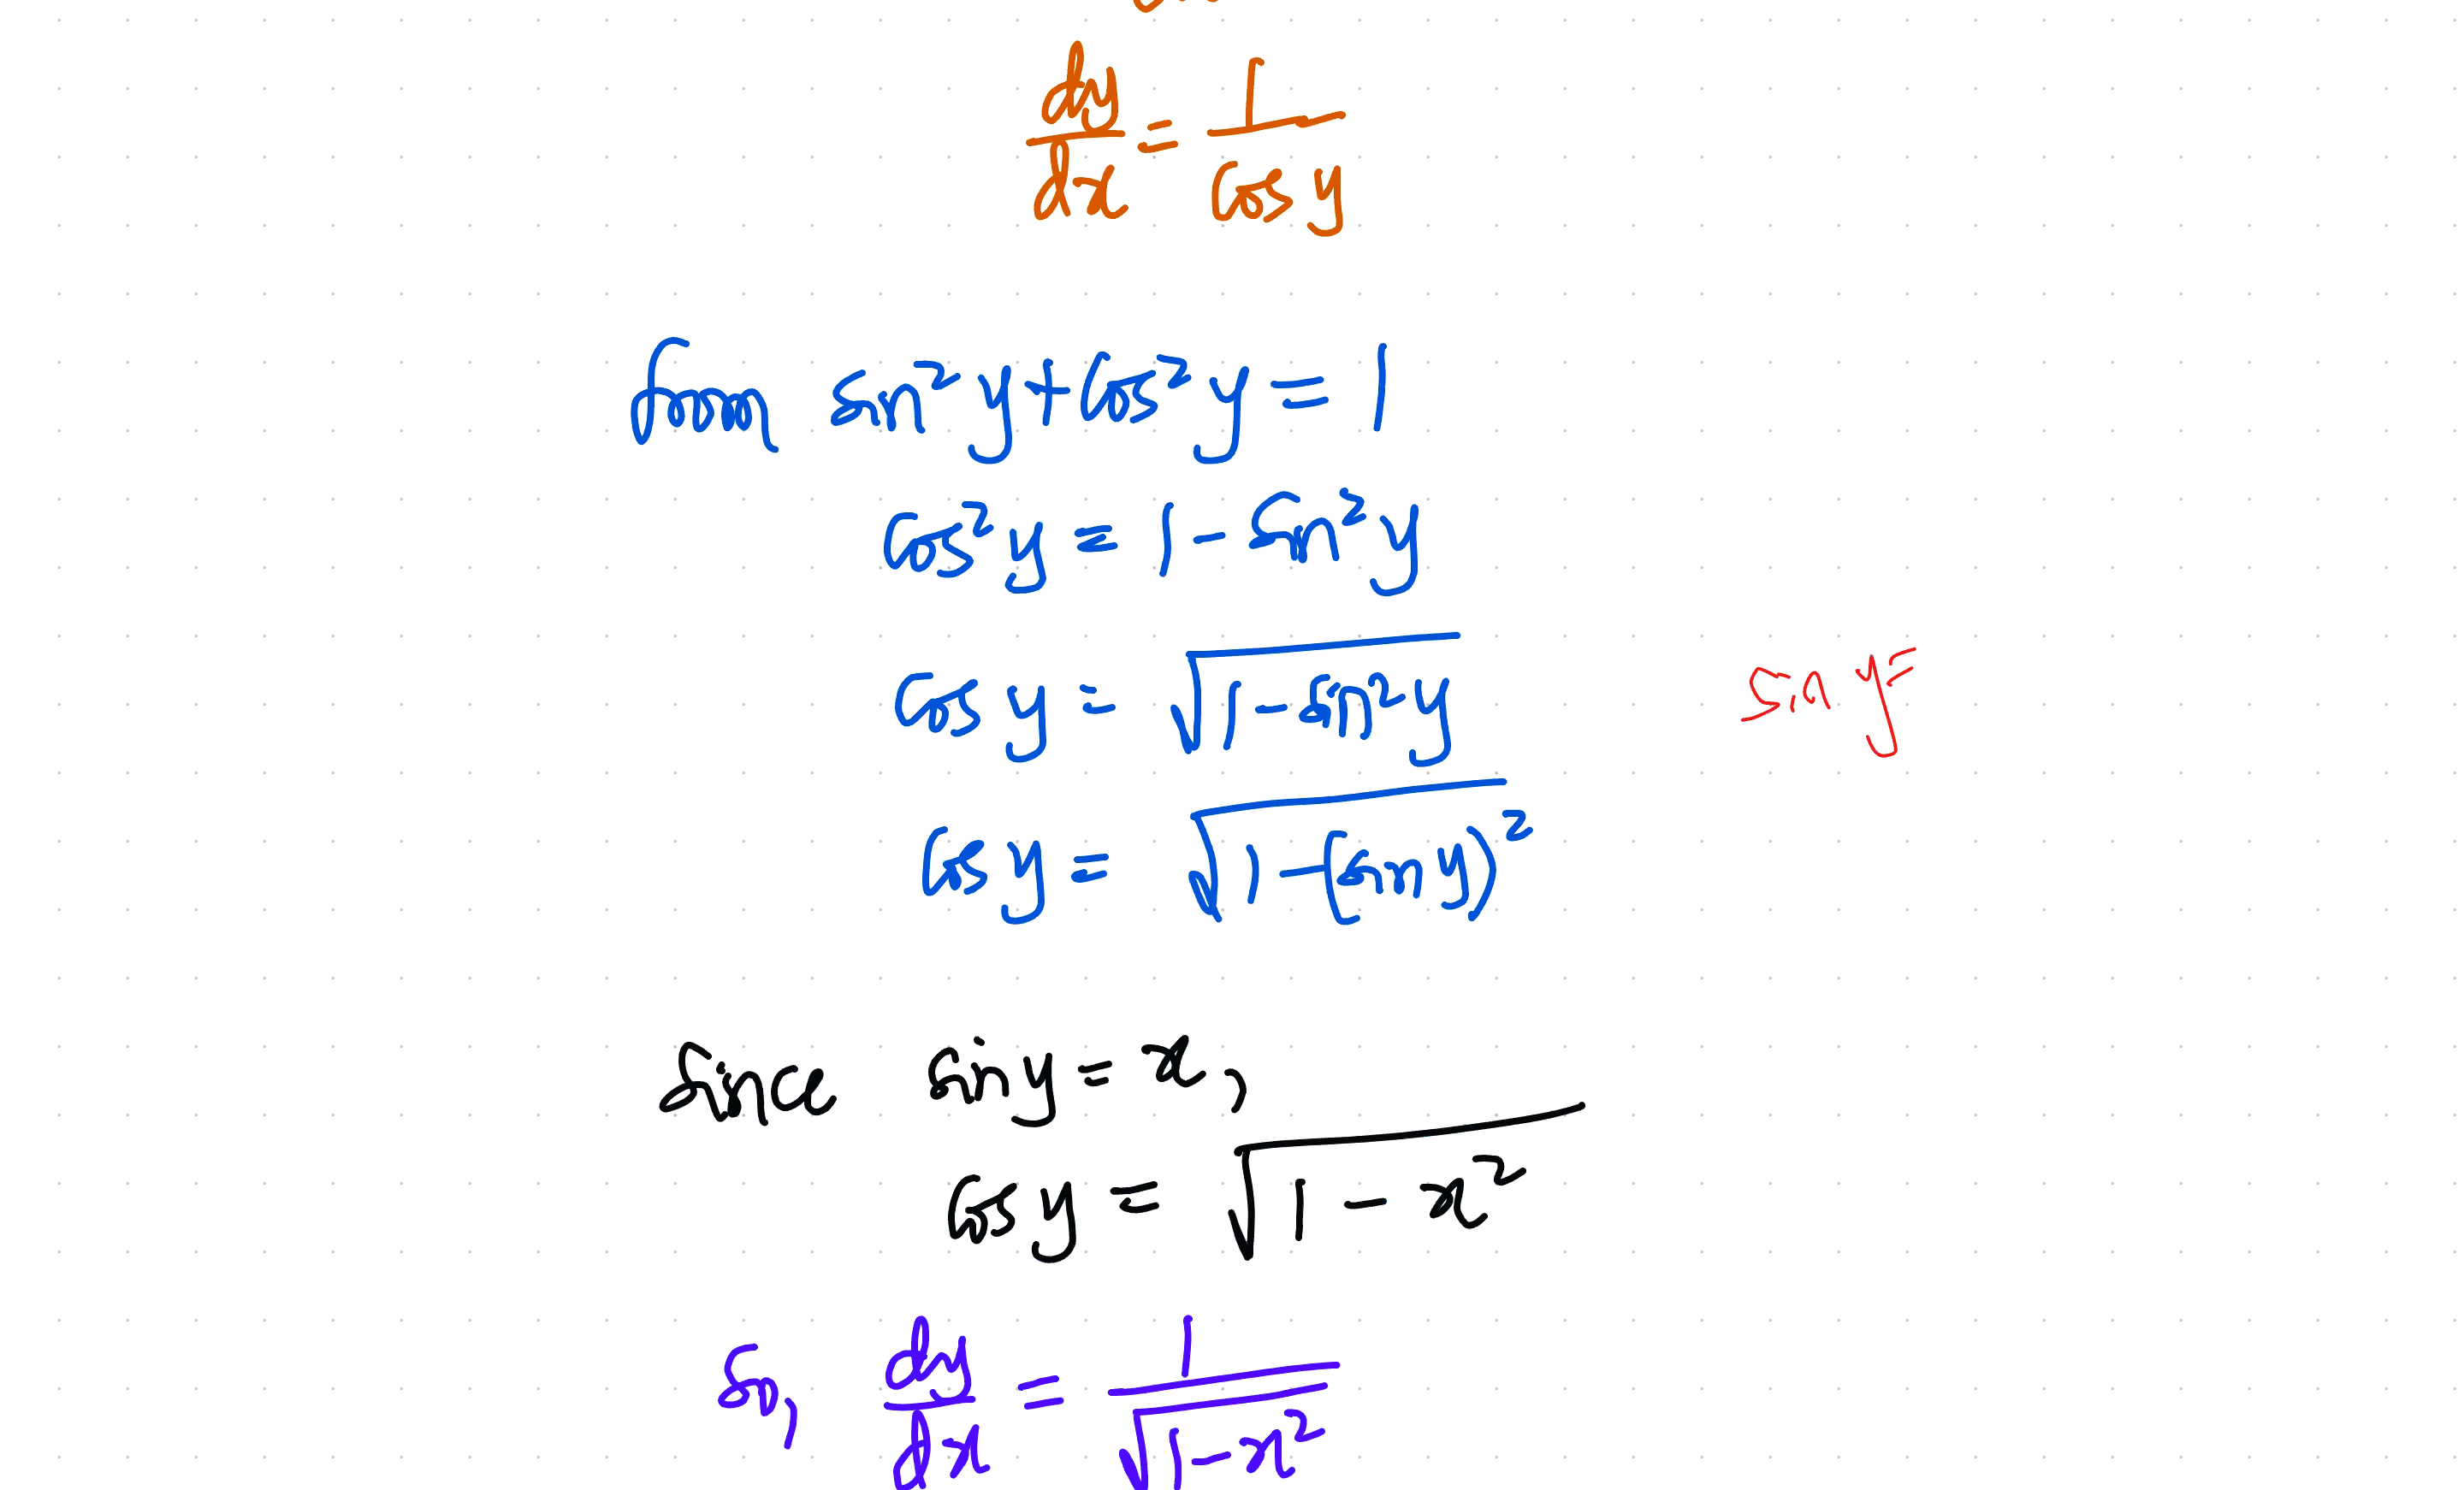 dy/dx = 1/cos y
from sin²y + cos²y = 1
cos²y = 1 - sin²y
cos y = √(1 - sin²y)
sin y =
cos y = √(1 - (sin y)²)
Since sin y = x,
cos y = √(1 - x²)
So, dy/dx = 1/√(1 - x²)